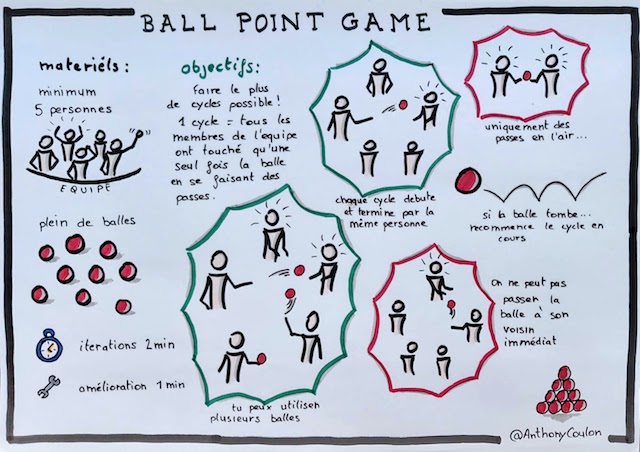 BALL POINT GAME
materiéls :
minimum
5 personnes
EQUIPE
plein de balles
iterations 2min
amélioration 1min
objectifs:
faire le plus
de cycles possible !
1 cycle = tous les
membres de l'equipe
ont touché qu'une
seul fois la balle
en se faisant des
passes.
chaque cycle debute
et termine par la
même personne
tu peux utiliser
plusieurs balles
uniquement des
passes en l'air...
si la balle tombe...
recommence le cycle en
cours
On ne peut pas
passer la
balle à son
voisin
immédiat
@AnthonyCoulon